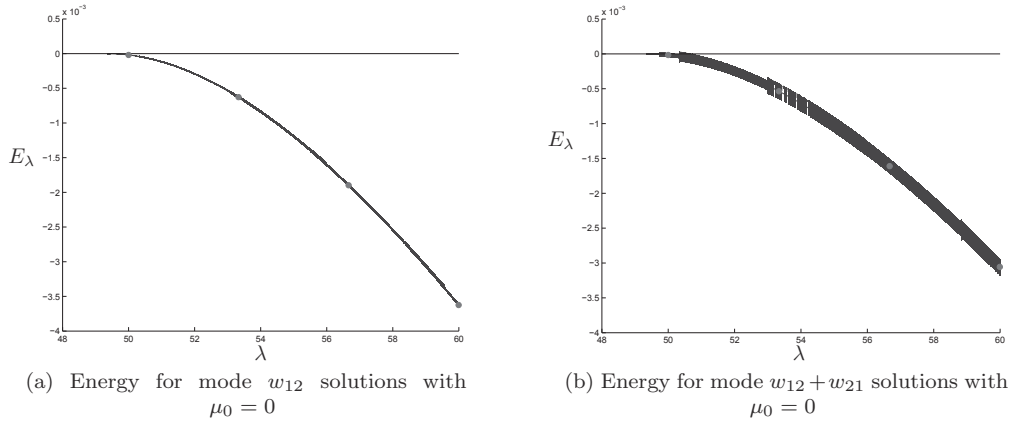 x 10⁻³
0.5
0
−0.5
−1
−1.5
−2
−2.5
−3
−3.5
−4
E_λ
48 50 52 54 56 58 60
λ
(a) Energy for mode w₁₂ solutions with
μ₀ = 0
x 10⁻³
0.5
0
−0.5
−1
−1.5
−2
−2.5
−3
−3.5
−4
E_λ
48 50 52 54 56 58 60
λ
(b) Energy for mode w₁₂ + w₂₁ solutions with
μ₀ = 0